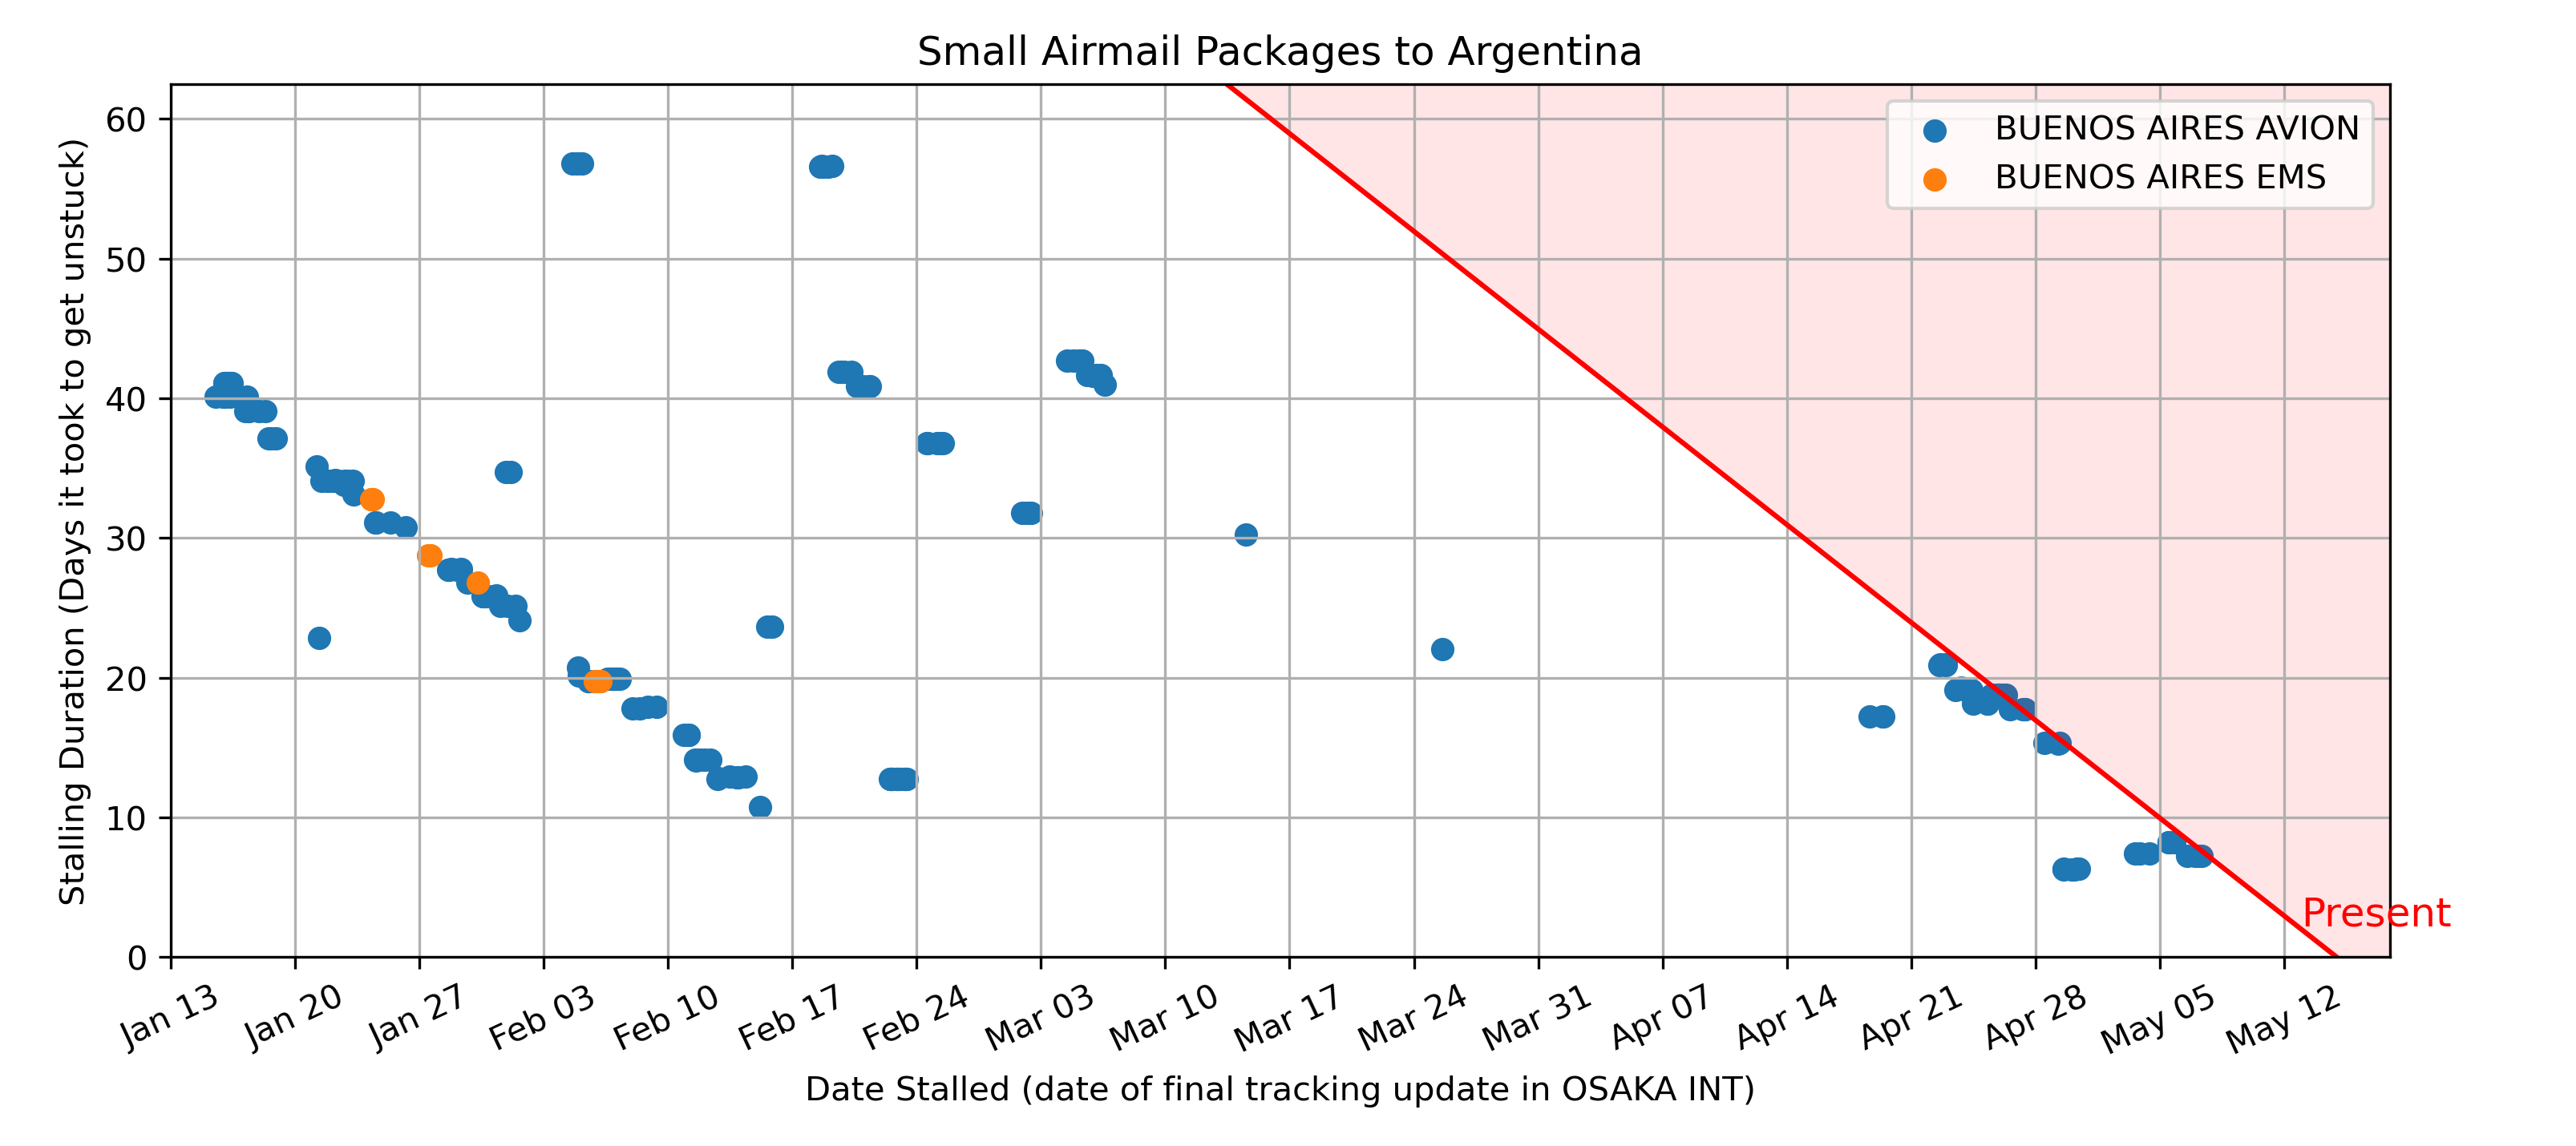 Small Airmail Packages to Argentina
Stalling Duration (Days it took to get unstuck)
60
50
40
30
20
10
0
BUENOS AIRES AVION
BUENOS AIRES EMS
Present
Jan 13
Jan 20
Jan 27
Feb 03
Feb 10
Feb 17
Feb 24
Mar 03
Mar 10
Mar 17
Mar 24
Mar 31
Apr 07
Apr 14
Apr 21
Apr 28
May 05
May 12
Date Stalled (date of final tracking update in OSAKA INT)